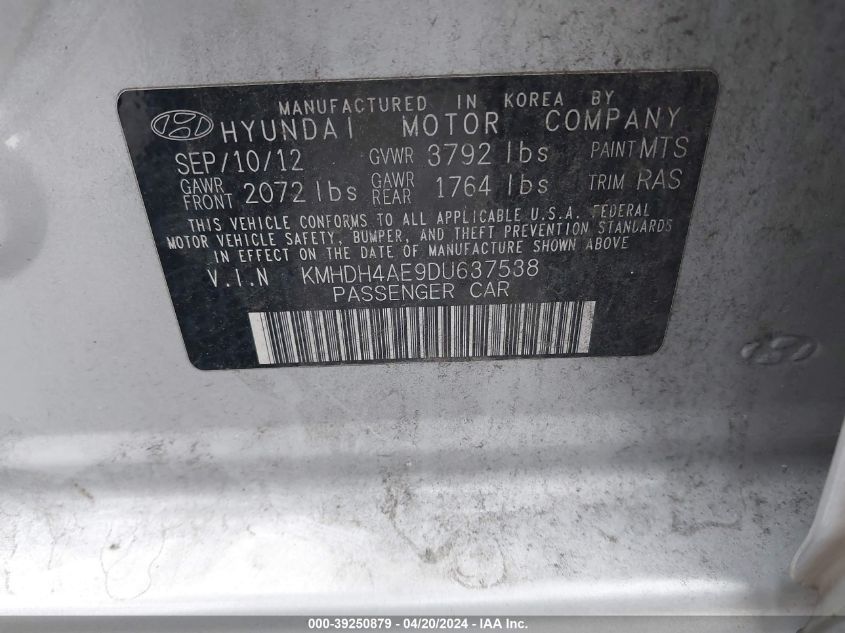 MANUFACTURED IN KOREA BY
HYUNDAI MOTOR COMPANY
SEP/10/12 GVWR 3792 lbs PAINT MTS
GAWR FRONT 2072 lbs GAWR REAR 1764 lbs TRIM RAS
THIS VEHICLE CONFORMS TO ALL APPLICABLE U.S.A. FEDERAL
MOTOR VEHICLE SAFETY, BUMPER, AND THEFT PREVENTION STANDARDS
IN EFFECT ON THE DATE OF MANUFACTURE SHOWN ABOVE
V.I.N KMHDH4AE9DU637538
PASSENGER CAR
000-39250879 - 04/20/2024 - IAA Inc.